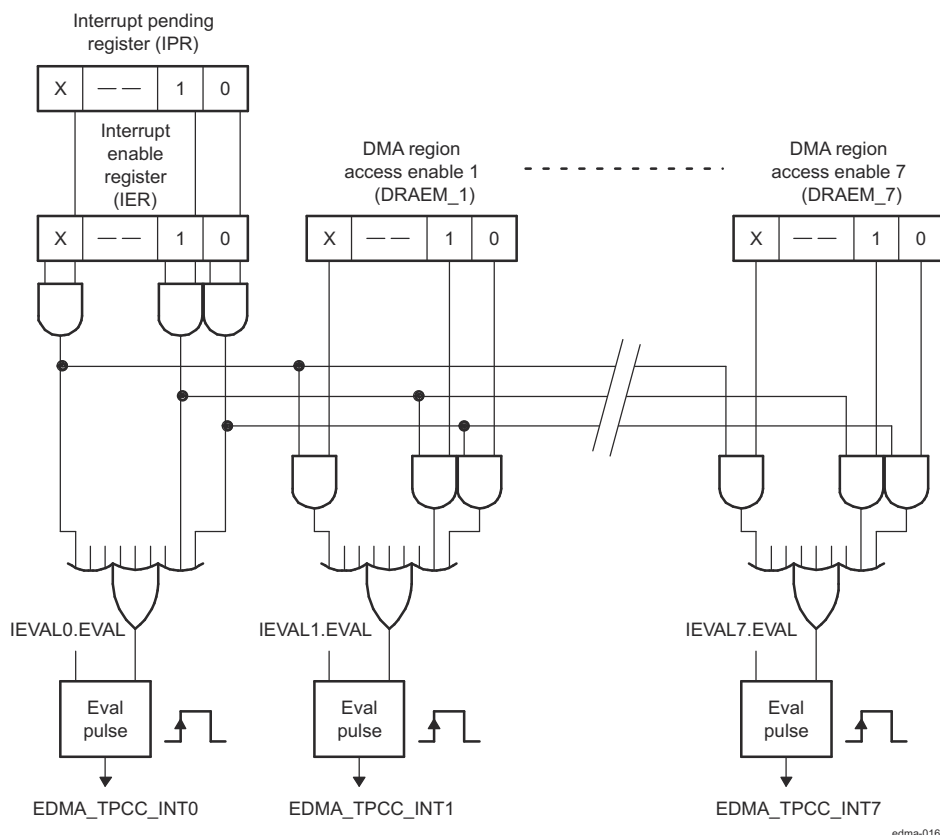 Interrupt pending
register (IPR)
X — — 1 0
Interrupt
enable
register
(IER)
X — — 1 0
DMA region
access enable 1
(DRAEM_1)
X — — 1 0
DMA region
access enable 7
(DRAEM_7)
X — — 1 0
IEVAL0.EVAL
IEVAL1.EVAL
IEVAL7.EVAL
Eval
pulse
Eval
pulse
Eval
pulse
EDMA_TPCC_INT0
EDMA_TPCC_INT1
EDMA_TPCC_INT7
edma-016